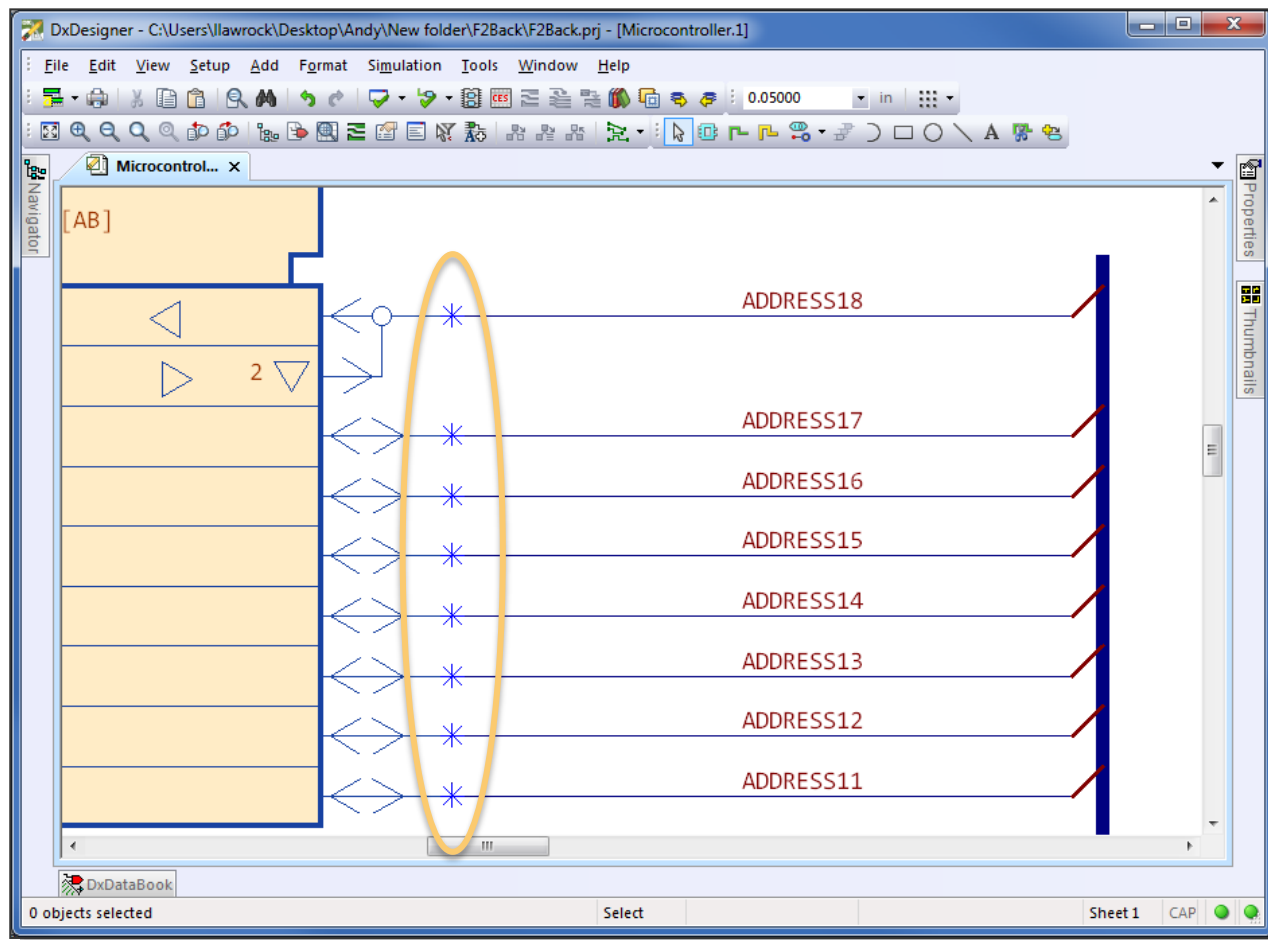 DxDesigner - C:\Users\llawrock\Desktop\Andy\New folder\F2Back\F2Back.prj - [Microcontroller.1]
File Edit View Setup Add Format Simulation Tools Window Help
CES 0.05000 in
A
Microcontrol... x
Navigator
Properties
Thumbnails
[AB]
ADDRESS18
2
ADDRESS17
ADDRESS16
ADDRESS15
ADDRESS14
ADDRESS13
ADDRESS12
ADDRESS11
DxDataBook
0 objects selected Select Sheet 1 CAP